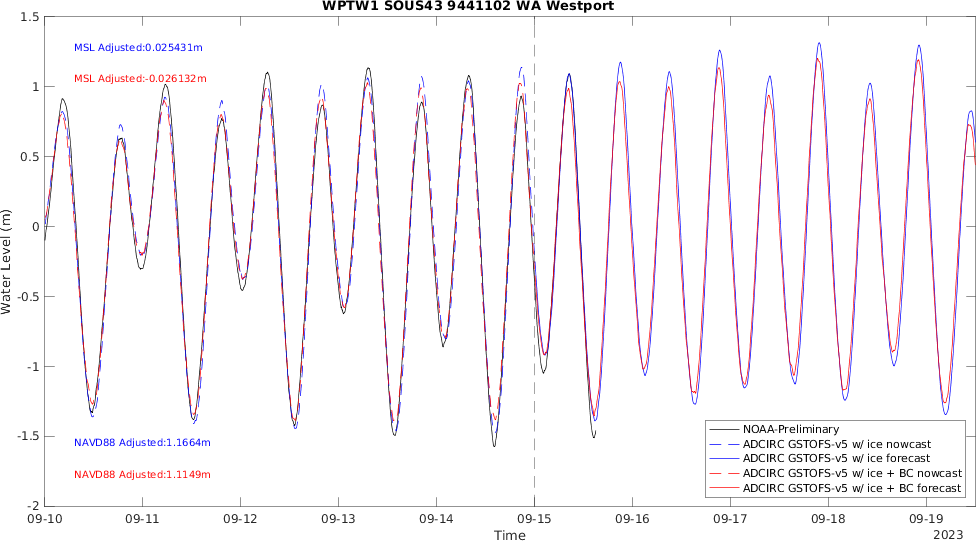 WPTW1 SOUS43 9441102 WA Westport
1.5
1
0.5
0
-0.5
-1
-1.5
-2
Water Level (m)
MSL Adjusted:0.025431m
MSL Adjusted:-0.026132m
NAVD88 Adjusted:1.1664m
NAVD88 Adjusted:1.1149m
NOAA-Preliminary
ADCIRC GSTOFS-v5 w/ ice nowcast
ADCIRC GSTOFS-v5 w/ ice forecast
ADCIRC GSTOFS-v5 w/ ice + BC nowcast
ADCIRC GSTOFS-v5 w/ ice + BC forecast
09-10 09-11 09-12 09-13 09-14 09-15 09-16 09-17 09-18 09-19
Time
2023